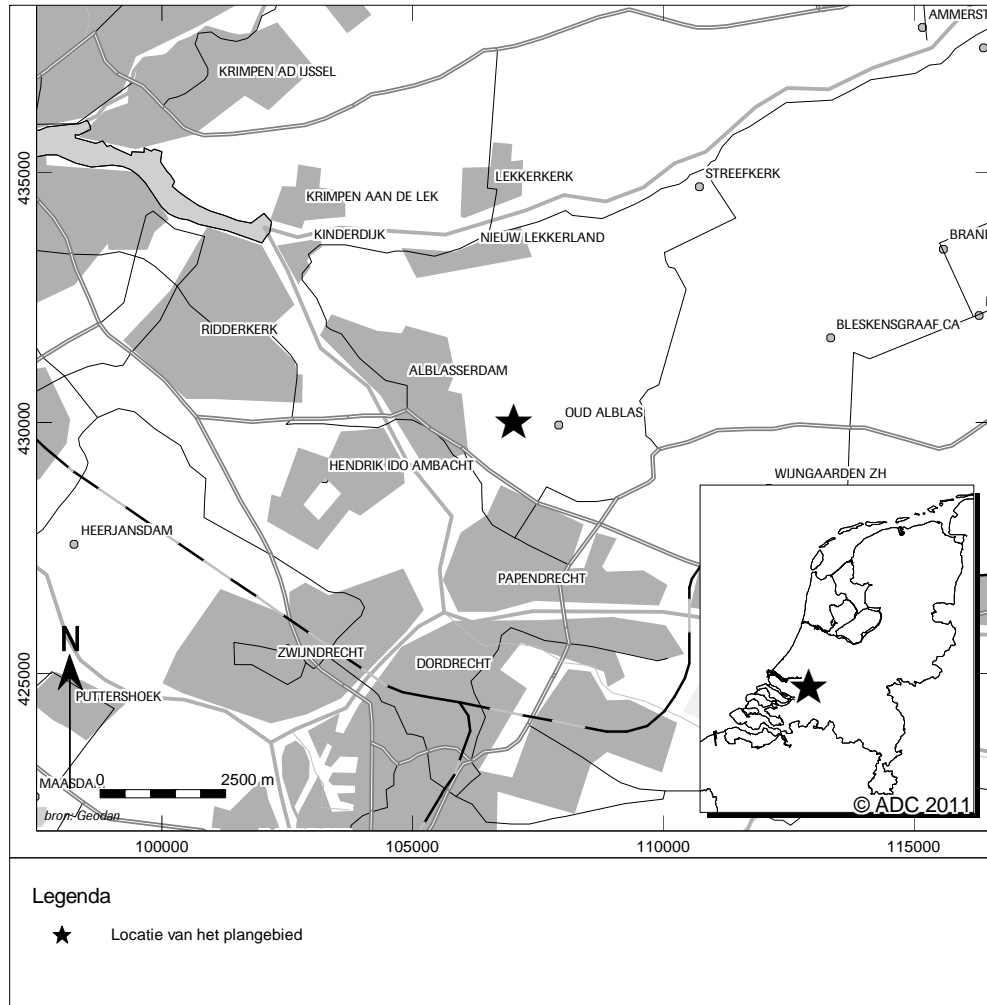 AMMERST
KRIMPEN AD IJSSEL
435000
LEKKERKERK
STREEFKERK
KRIMPEN AAN DE LEK
KINDERDIJK
NIEUW LEKKERLAND
BRAN
RIDDERKERK
BLESKENSGRAAF CA
ALBLASSERDAM
430000
OUD ALBLAS
HENDRIK IDO AMBACHT
WIJNGAARDEN ZH
HEERJANSDAM
PAPENDRECHT
N
ZWIJNDRECHT
DORDRECHT
425000
PUTTERSHOEK
MAASDA
0 2500 m
bron: Geodan
© ADC 2011
100000 105000 110000 115000
Legenda
Locatie van het plangebied